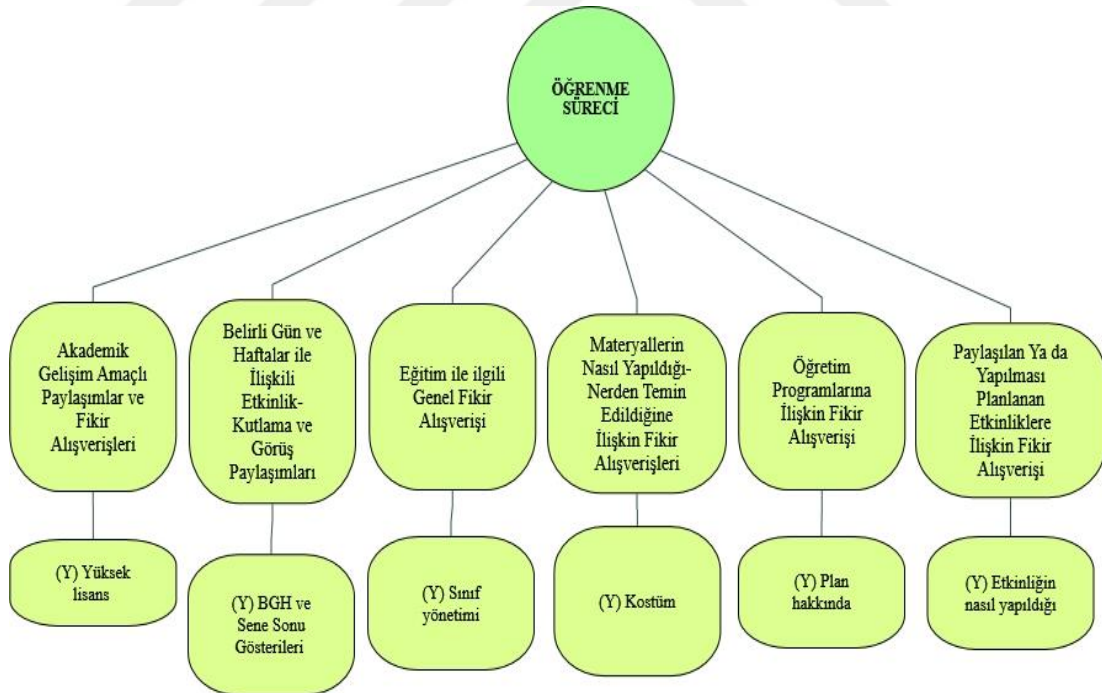 ÖĞRENME
SÜRECİ
Akademik
Gelişim Amaçlı
Paylaşımlar ve
Fikir
Alışverişleri
Belirli Gün ve
Haftalar ile
İlişkili
Etkinlik-
Kutlama ve
Görüş
Paylaşımları
Eğitim ile ilgili
Genel Fikir
Alışverişi
Materyallerin
Nasıl Yapıldığı-
Nerden Temin
Edildiğine
İlişkin Fikir
Alışverişleri
Öğretim
Programlarına
İlişkin Fikir
Alışverişi
Paylaşılan Ya da
Yapılması
Planlanan
Etkinliklere
İlişkin Fikir
Alışverişi
(Y) Yüksek
lisans
(Y) BGH ve
Sene Sonu
Gösterileri
(Y) Sınıf
yönetimi
(Y) Kostüm
(Y) Plan
hakkında
(Y) Etkinliğin
nasıl yapıldığı